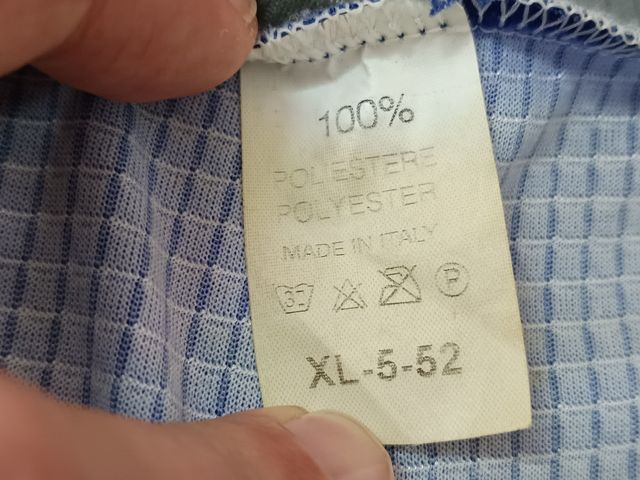 100%
POLIESTERE
POLYESTER
MADE IN ITALY
P
XL-5-52